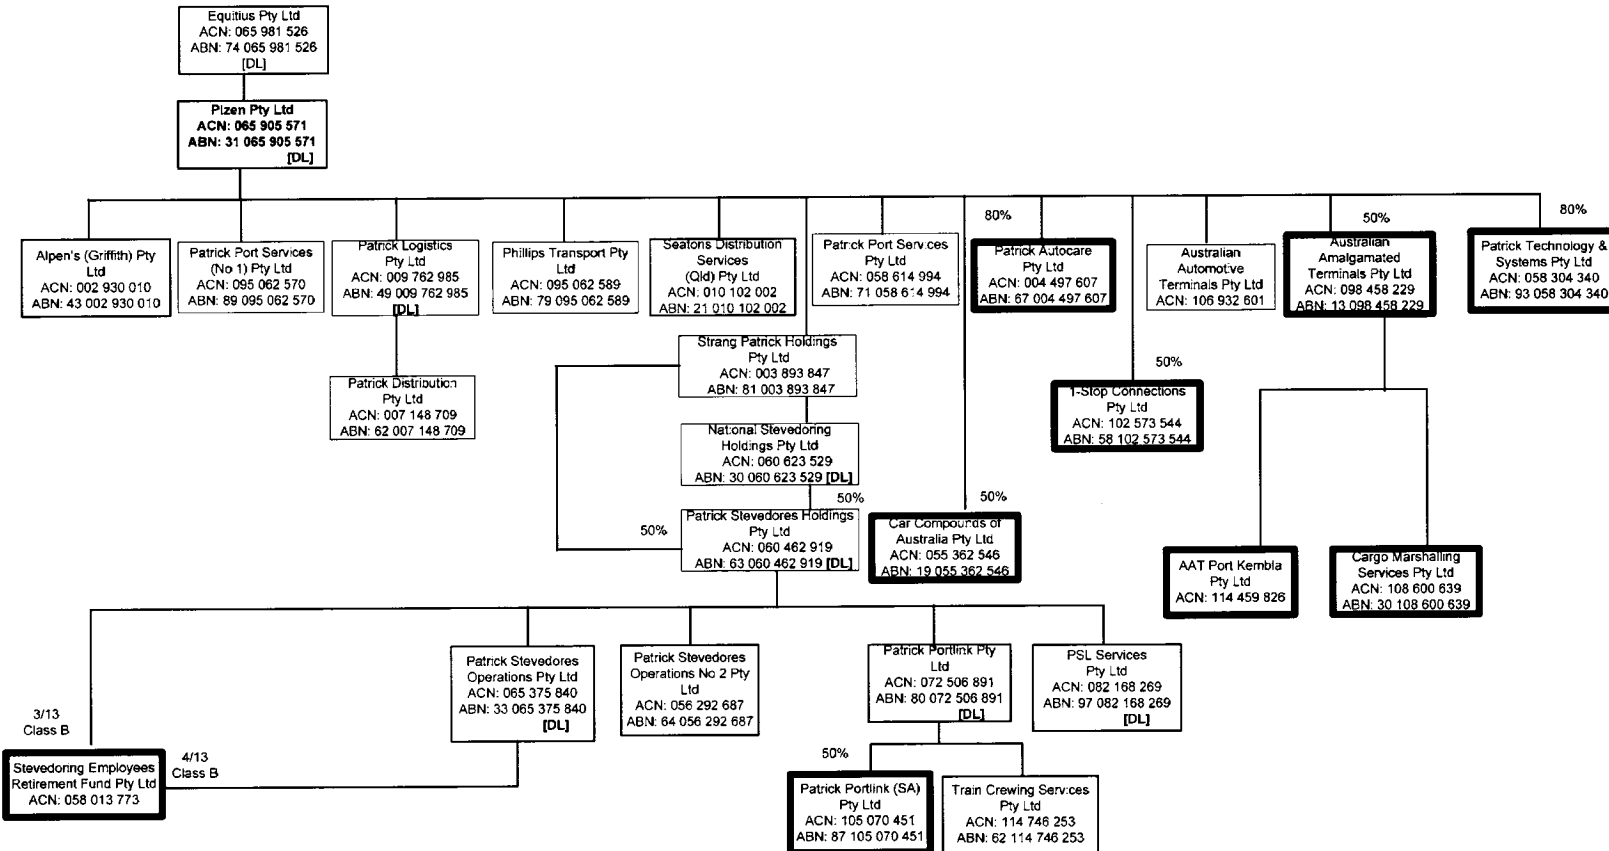 Equitius Pty Ltd
ACN: 065 981 526
ABN: 74 065 981 526
[DL]
Plzen Pty Ltd
ACN: 065 905 571
ABN: 31 065 905 571
[DL]
Alpen's (Griffith) Pty
Ltd
ACN: 002 930 010
ABN: 43 002 930 010
Patrick Port Services
(No 1) Pty Ltd
ACN: 095 062 570
ABN: 89 095 062 570
Patrick Logistics
Pty Ltd
ACN: 009 762 985
ABN: 49 009 762 985
[DL]
Phillips Transport Pty
Ltd
ACN: 095 062 589
ABN: 79 095 062 589
Seatons Distribution
Services
(Qld) Pty Ltd
ACN: 010 102 002
ABN: 21 010 102 002
Patrick Port Services
Pty Ltd
ACN: 058 614 994
ABN: 71 058 614 994
80%
Patrick Autocare
Pty Ltd
ACN: 004 497 607
ABN: 67 004 497 607
Australian
Automotive
Terminals Pty Ltd
ACN: 106 932 601
50%
Australian
Amalgamated
Terminals Pty Ltd
ACN: 098 458 229
ABN: 13 098 458 229
80%
Patrick Technology &
Systems Pty Ltd
ACN: 058 304 340
ABN: 93 058 304 340
Patrick Distribution
Pty Ltd
ACN: 007 148 709
ABN: 62 007 148 709
Strang Patrick Holdings
Pty Ltd
ACN: 003 893 847
ABN: 81 003 893 847
50%
1-Stop Connections
Pty Ltd
ACN: 102 573 544
ABN: 58 102 573 544
National Stevedoring
Holdings Pty Ltd
ACN: 060 623 529
ABN: 30 060 623 529 [DL]
50%
50%
Patrick Stevedores Holdings
Pty Ltd
ACN: 060 462 919
ABN: 63 060 462 919 [DL]
50%
Car Compounds of
Australia Pty Ltd
ACN: 055 362 546
ABN: 19 055 362 546
AAT Port Kembla
Pty Ltd
ACN: 114 459 826
Cargo Marshalling
Services Pty Ltd
ACN: 108 600 639
ABN: 30 108 600 639
Patrick Stevedores
Operations Pty Ltd
ACN: 065 375 840
ABN: 33 065 375 840
[DL]
Patrick Stevedores
Operations No 2 Pty
Ltd
ACN: 056 292 687
ABN: 64 056 292 687
Patrick Portlink Pty
Ltd
ACN: 072 506 891
ABN: 80 072 506 891
[DL]
PSL Services
Pty Ltd
ACN: 082 168 269
ABN: 97 082 168 269
[DL]
3/13
Class B
4/13
Class B
Stevedoring Employees
Retirement Fund Pty Ltd
ACN: 058 013 773
50%
Patrick Portlink (SA)
Pty Ltd
ACN: 105 070 451
ABN: 87 105 070 451
Train Crewing Services
Pty Ltd
ACN: 114 746 253
ABN: 62 114 746 253